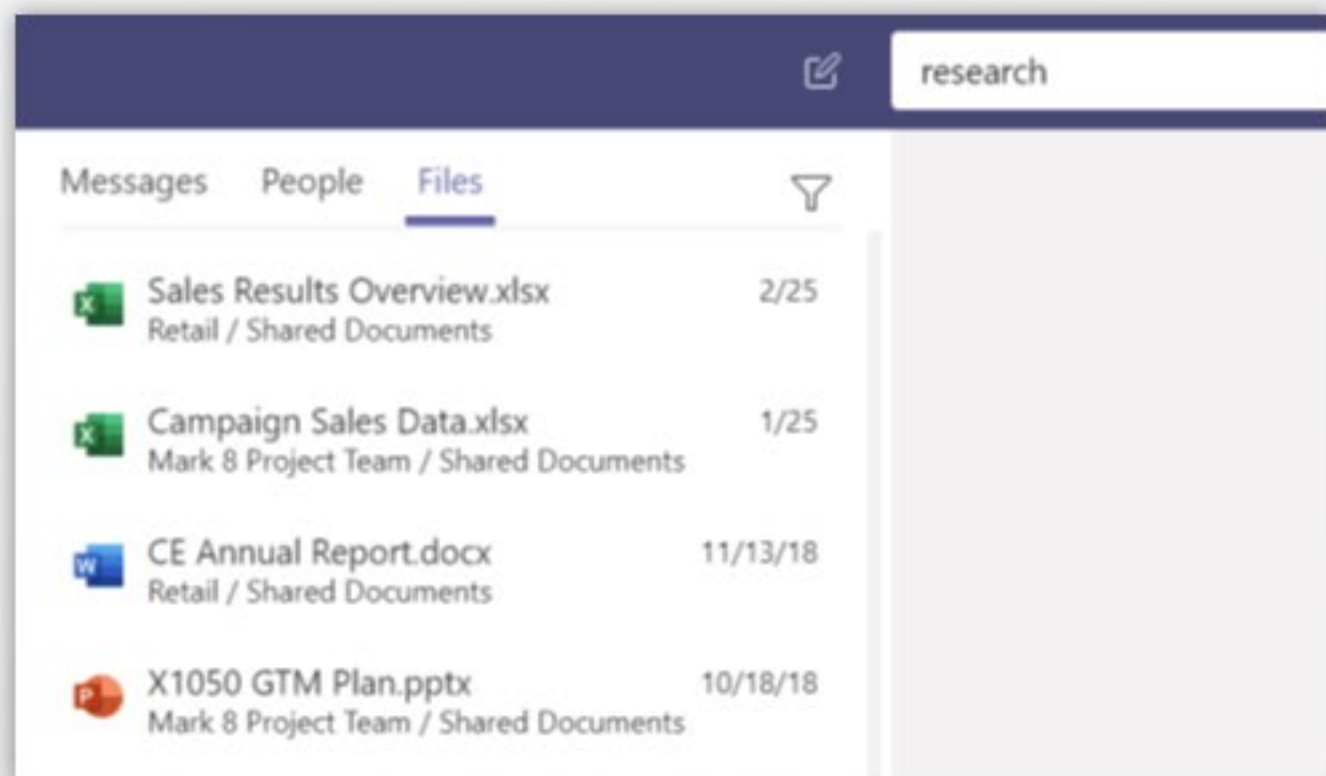 research
Messages People Files
Sales Results Overview.xlsx 2/25
Retail / Shared Documents
Campaign Sales Data.xlsx 1/25
Mark 8 Project Team / Shared Documents
CE Annual Report.docx 11/13/18
Retail / Shared Documents
X1050 GTM Plan.pptx 10/18/18
Mark 8 Project Team / Shared Documents